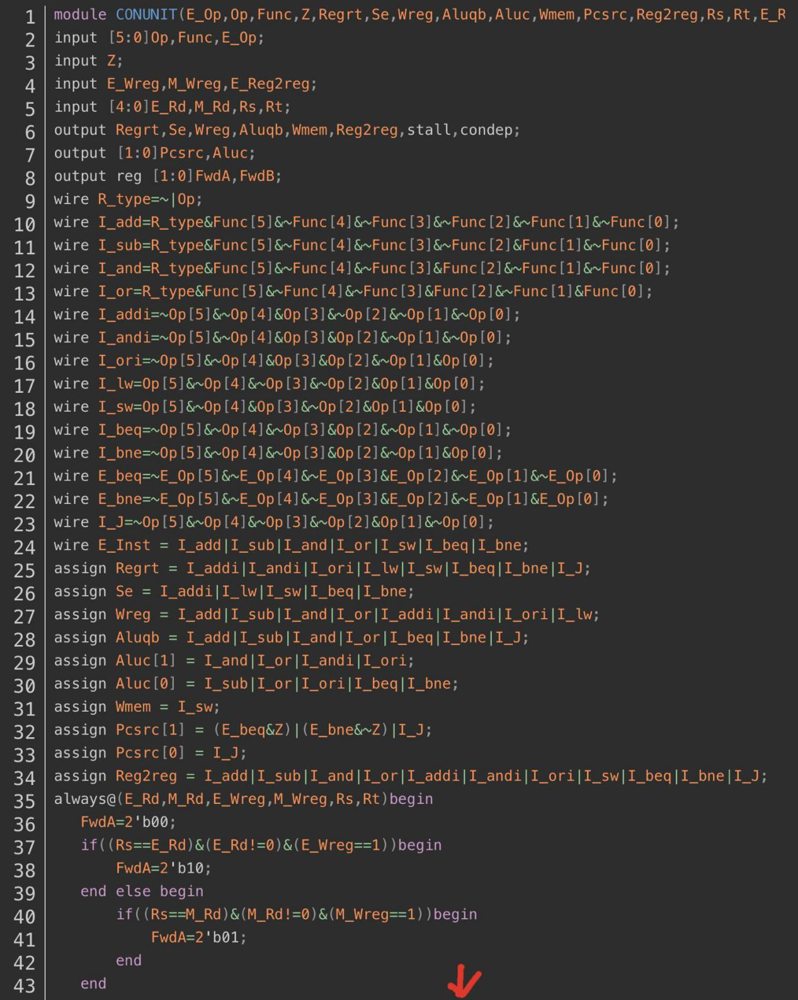 1 module CONUNIT(E_Op,Op,Func,Z,Regrt,Se,Wreg,Aluqb,Aluc,Wmem,Pcsrc,Reg2reg,Rs,Rt,E_R
2 input [5:0]Op,Func,E_Op;
3 input Z;
4 input E_Wreg,M_Wreg,E_Reg2reg;
5 input [4:0]E_Rd,M_Rd,Rs,Rt;
6 output Regrt,Se,Wreg,Aluqb,Wmem,Reg2reg,stall,condep;
7 output [1:0]Pcsrc,Aluc;
8 output reg [1:0]FwdA,FwdB;
9 wire R_type=~|Op;
10 wire I_add=R_type&Func[5]&~Func[4]&~Func[3]&~Func[2]&~Func[1]&~Func[0];
11 wire I_sub=R_type&Func[5]&~Func[4]&~Func[3]&~Func[2]&Func[1]&~Func[0];
12 wire I_and=R_type&Func[5]&~Func[4]&~Func[3]&Func[2]&~Func[1]&~Func[0];
13 wire I_or=R_type&Func[5]&~Func[4]&~Func[3]&Func[2]&~Func[1]&Func[0];
14 wire I_addi=~Op[5]&~Op[4]&Op[3]&~Op[2]&~Op[1]&~Op[0];
15 wire I_andi=~Op[5]&~Op[4]&Op[3]&Op[2]&~Op[1]&~Op[0];
16 wire I_ori=~Op[5]&~Op[4]&Op[3]&Op[2]&~Op[1]&Op[0];
17 wire I_lw=Op[5]&~Op[4]&~Op[3]&~Op[2]&Op[1]&Op[0];
18 wire I_sw=Op[5]&~Op[4]&Op[3]&~Op[2]&Op[1]&Op[0];
19 wire I_beq=~Op[5]&~Op[4]&~Op[3]&Op[2]&~Op[1]&~Op[0];
20 wire I_bne=~Op[5]&~Op[4]&~Op[3]&Op[2]&~Op[1]&Op[0];
21 wire E_beq=~E_Op[5]&~E_Op[4]&~E_Op[3]&E_Op[2]&~E_Op[1]&~E_Op[0];
22 wire E_bne=~E_Op[5]&~E_Op[4]&~E_Op[3]&E_Op[2]&~E_Op[1]&E_Op[0];
23 wire I_J=~Op[5]&~Op[4]&~Op[3]&~Op[2]&Op[1]&~Op[0];
24 wire E_Inst = I_add|I_sub|I_and|I_or|I_sw|I_beq|I_bne;
25 assign Regrt = I_addi|I_andi|I_ori|I_lw|I_sw|I_beq|I_bne|I_J;
26 assign Se = I_addi|I_lw|I_sw|I_beq|I_bne;
27 assign Wreg = I_add|I_sub|I_and|I_or|I_addi|I_andi|I_ori|I_lw;
28 assign Aluqb = I_add|I_sub|I_and|I_or|I_beq|I_bne|I_J;
29 assign Aluc[1] = I_and|I_or|I_andi|I_ori;
30 assign Aluc[0] = I_sub|I_or|I_ori|I_beq|I_bne;
31 assign Wmem = I_sw;
32 assign Pcsrc[1] = (E_beq&Z)|(E_bne&~Z)|I_J;
33 assign Pcsrc[0] = I_J;
34 assign Reg2reg = I_add|I_sub|I_and|I_or|I_addi|I_andi|I_ori|I_sw|I_beq|I_bne|I_J;
35 always@(E_Rd,M_Rd,E_Wreg,M_Wreg,Rs,Rt)begin
36 FwdA=2'b00;
37 if((Rs==E_Rd)&(E_Rd!=0)&(E_Wreg==1))begin
38 FwdA=2'b10;
39 end else begin
40 if((Rs==M_Rd)&(M_Rd!=0)&(M_Wreg==1))begin
41 FwdA=2'b01;
42 end
43 end